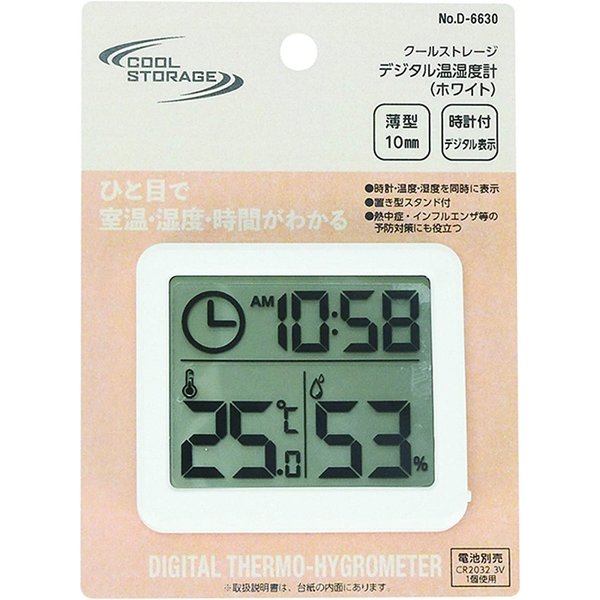 No.D-6630
COOL
STORAGE
クールストレージ
デジタル温湿度計
(ホワイト)
薄型
10mm
時計付
デジタル表示
ひと目で
室温・湿度・時間がわかる
●時計・温度・湿度を同時に表示
●置き型スタンド付
●熱中症・インフルエンザ等の
予防対策にも役立つ
AM 10:58
25.0 ℃
53 %
DIGITAL THERMO-HYGROMETER
電池別売
CR2032 3V
1個使用
※取扱説明書は、台紙の内面にあります。